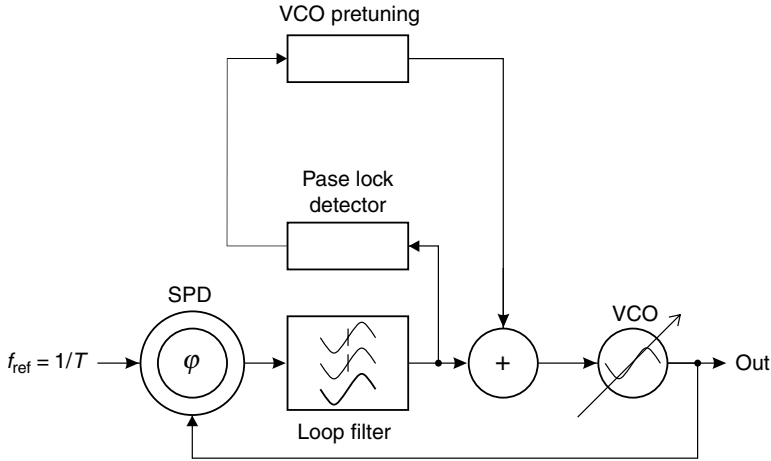 VCO pretuning
Pase lock
detector
SPD
VCO
f_ref = 1/T
φ
+
Out
Loop filter